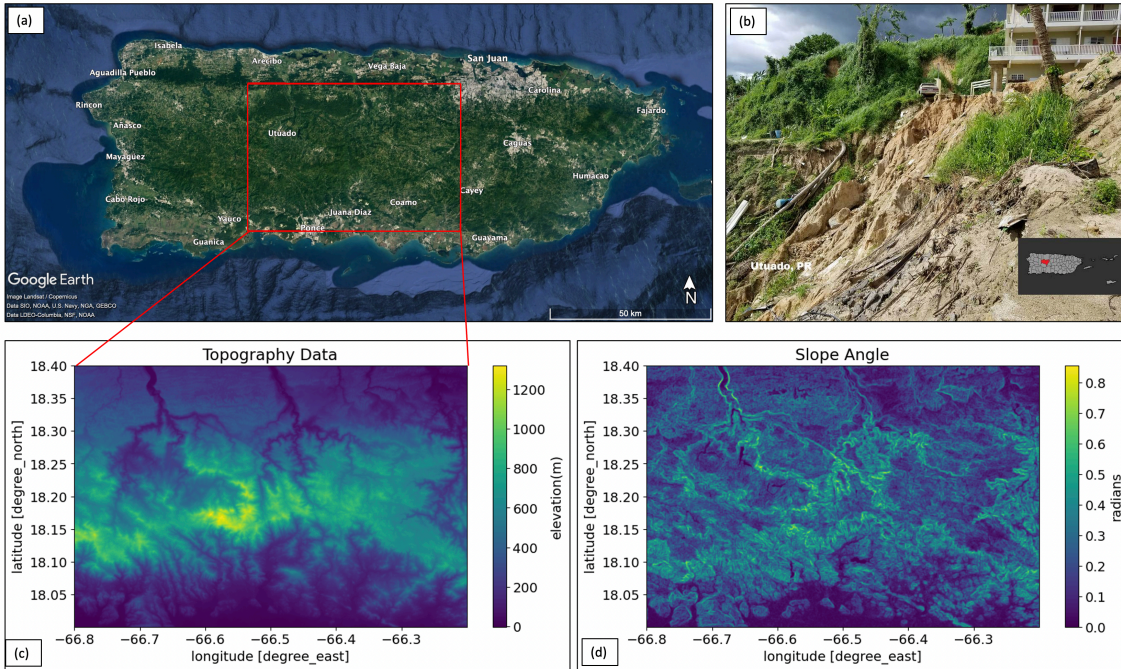 (a)
Isabela
Arecibo
Vega Baja
San Juan
Aguadilla Pueblo
Carolina
Rincon
Fajardo
Añasco
Utuado
Caguas
Mayagüez
Humacao
Cayey
Cabo Rojo
Coamo
Juana Diaz
Yauco
Ponce
Guayama
Guanica
Google Earth
Image Landsat / Copernicus
Data SIO, NOAA, U.S. Navy, NGA, GEBCO
Data LDEO-Columbia, NSF, NOAA
N
50 km
(b)
Utuado, PR
Topography Data
18.40
18.35
18.30
18.25
18.20
18.15
18.10
18.05
latitude [degree_north]
−66.8
−66.7
−66.6
−66.5
−66.4
−66.3
longitude [degree_east]
1200
1000
800
600
400
200
0
elevation(m)
(c)
Slope Angle
18.40
18.35
18.30
18.25
18.20
18.15
18.10
18.05
latitude [degree_north]
−66.8
−66.7
−66.6
−66.5
−66.4
−66.3
longitude [degree_east]
0.8
0.7
0.6
0.5
0.4
0.3
0.2
0.1
0.0
radians
(d)